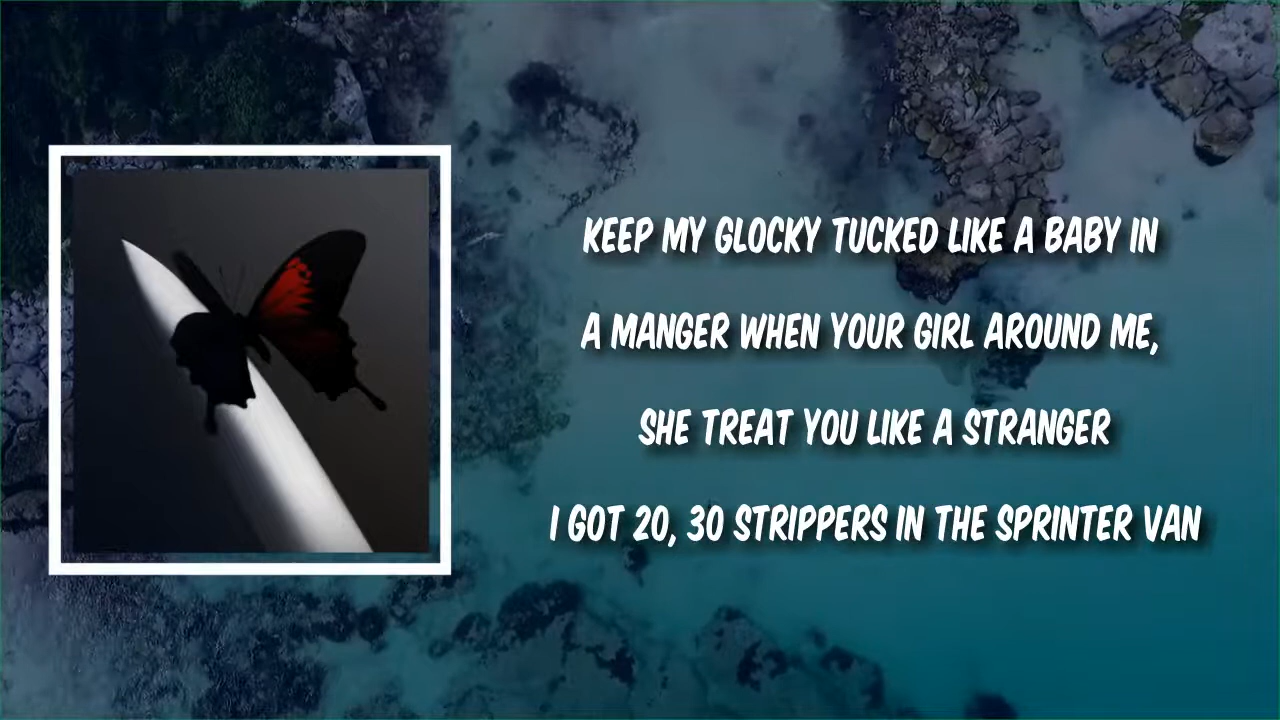 KEEP MY GLOCKY TUCKED LIKE A BABY IN
A MANGER WHEN YOUR GIRL AROUND ME,
SHE TREAT YOU LIKE A STRANGER
I GOT 20, 30 STRIPPERS IN THE SPRINTER VAN